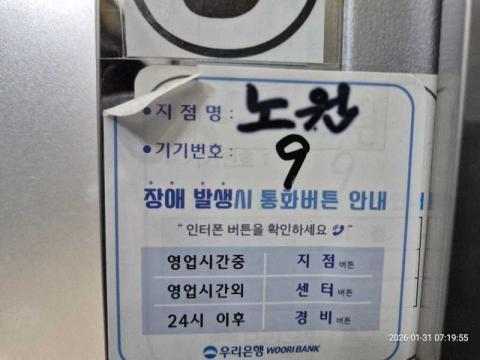 • 지점명 : 노원
• 기기번호 : 9
장애 발생시 통화버튼 안내
" 인터폰 버튼을 확인하세요 "
영업시간중 지점 버튼
영업시간외 센터 버튼
24시 이후 경비 버튼
우리은행 WOORI BANK
2026-01-31 07:19:55